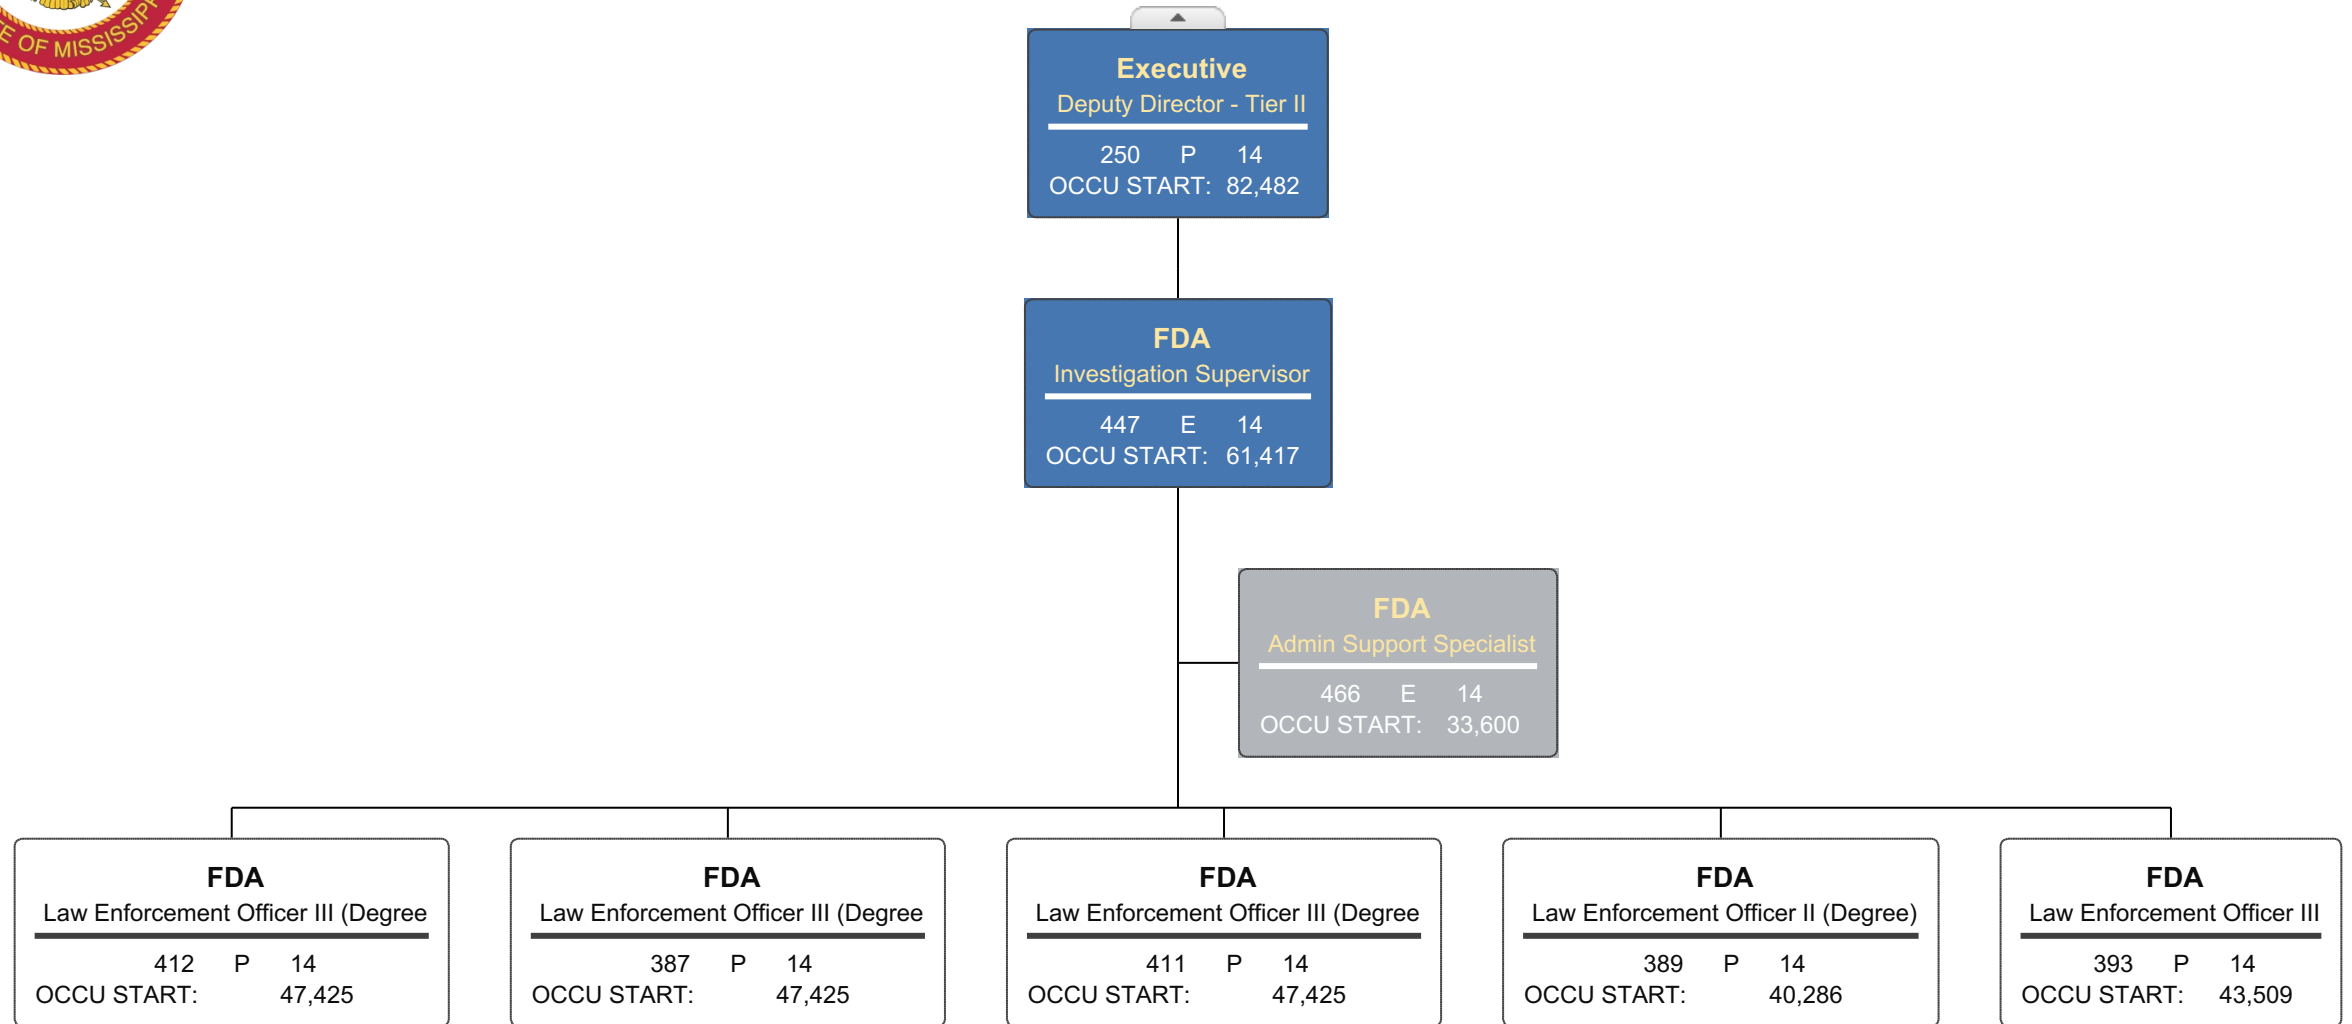 E OF MISSISSIPP
Executive
Deputy Director - Tier II
250 P 14
OCCU START: 82,482
FDA
Investigation Supervisor
447 E 14
OCCU START: 61,417
FDA
Admin Support Specialist
466 E 14
OCCU START: 33,600
FDA
Law Enforcement Officer III (Degree
412 P 14
OCCU START: 47,425
FDA
Law Enforcement Officer III (Degree
387 P 14
OCCU START: 47,425
FDA
Law Enforcement Officer III (Degree
411 P 14
OCCU START: 47,425
FDA
Law Enforcement Officer II (Degree)
389 P 14
OCCU START: 40,286
FDA
Law Enforcement Officer III
393 P 14
OCCU START: 43,509